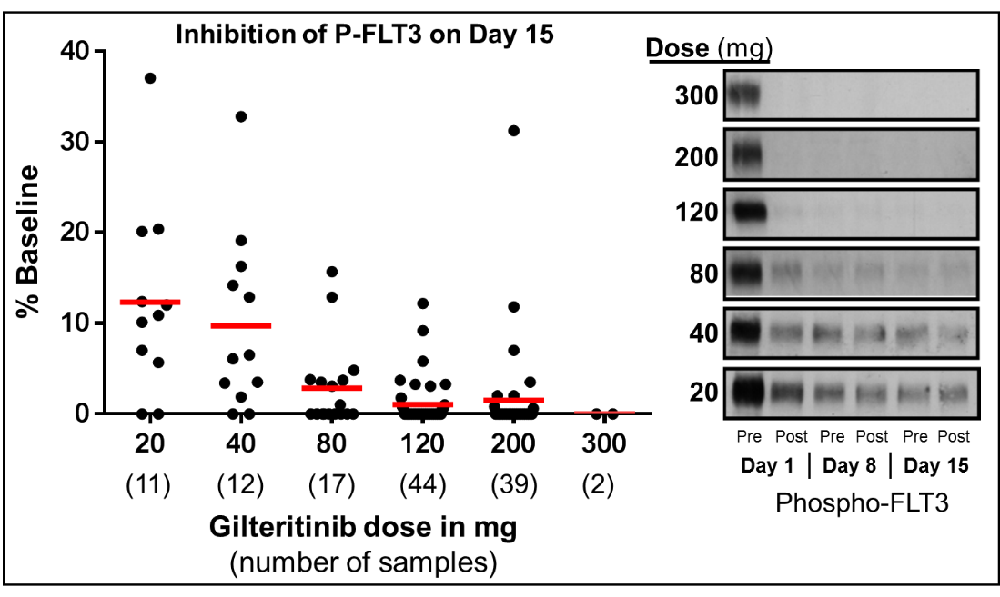 Inhibition of P-FLT3 on Day 15
% Baseline
40
30
20
10
0
20 40 80 120 200 300
(11) (12) (17) (44) (39) (2)
Gilteritinib dose in mg
(number of samples)
Dose (mg)
300
200
120
80
40
20
Pre Post Pre Post Pre Post
Day 1 | Day 8 | Day 15
Phospho-FLT3